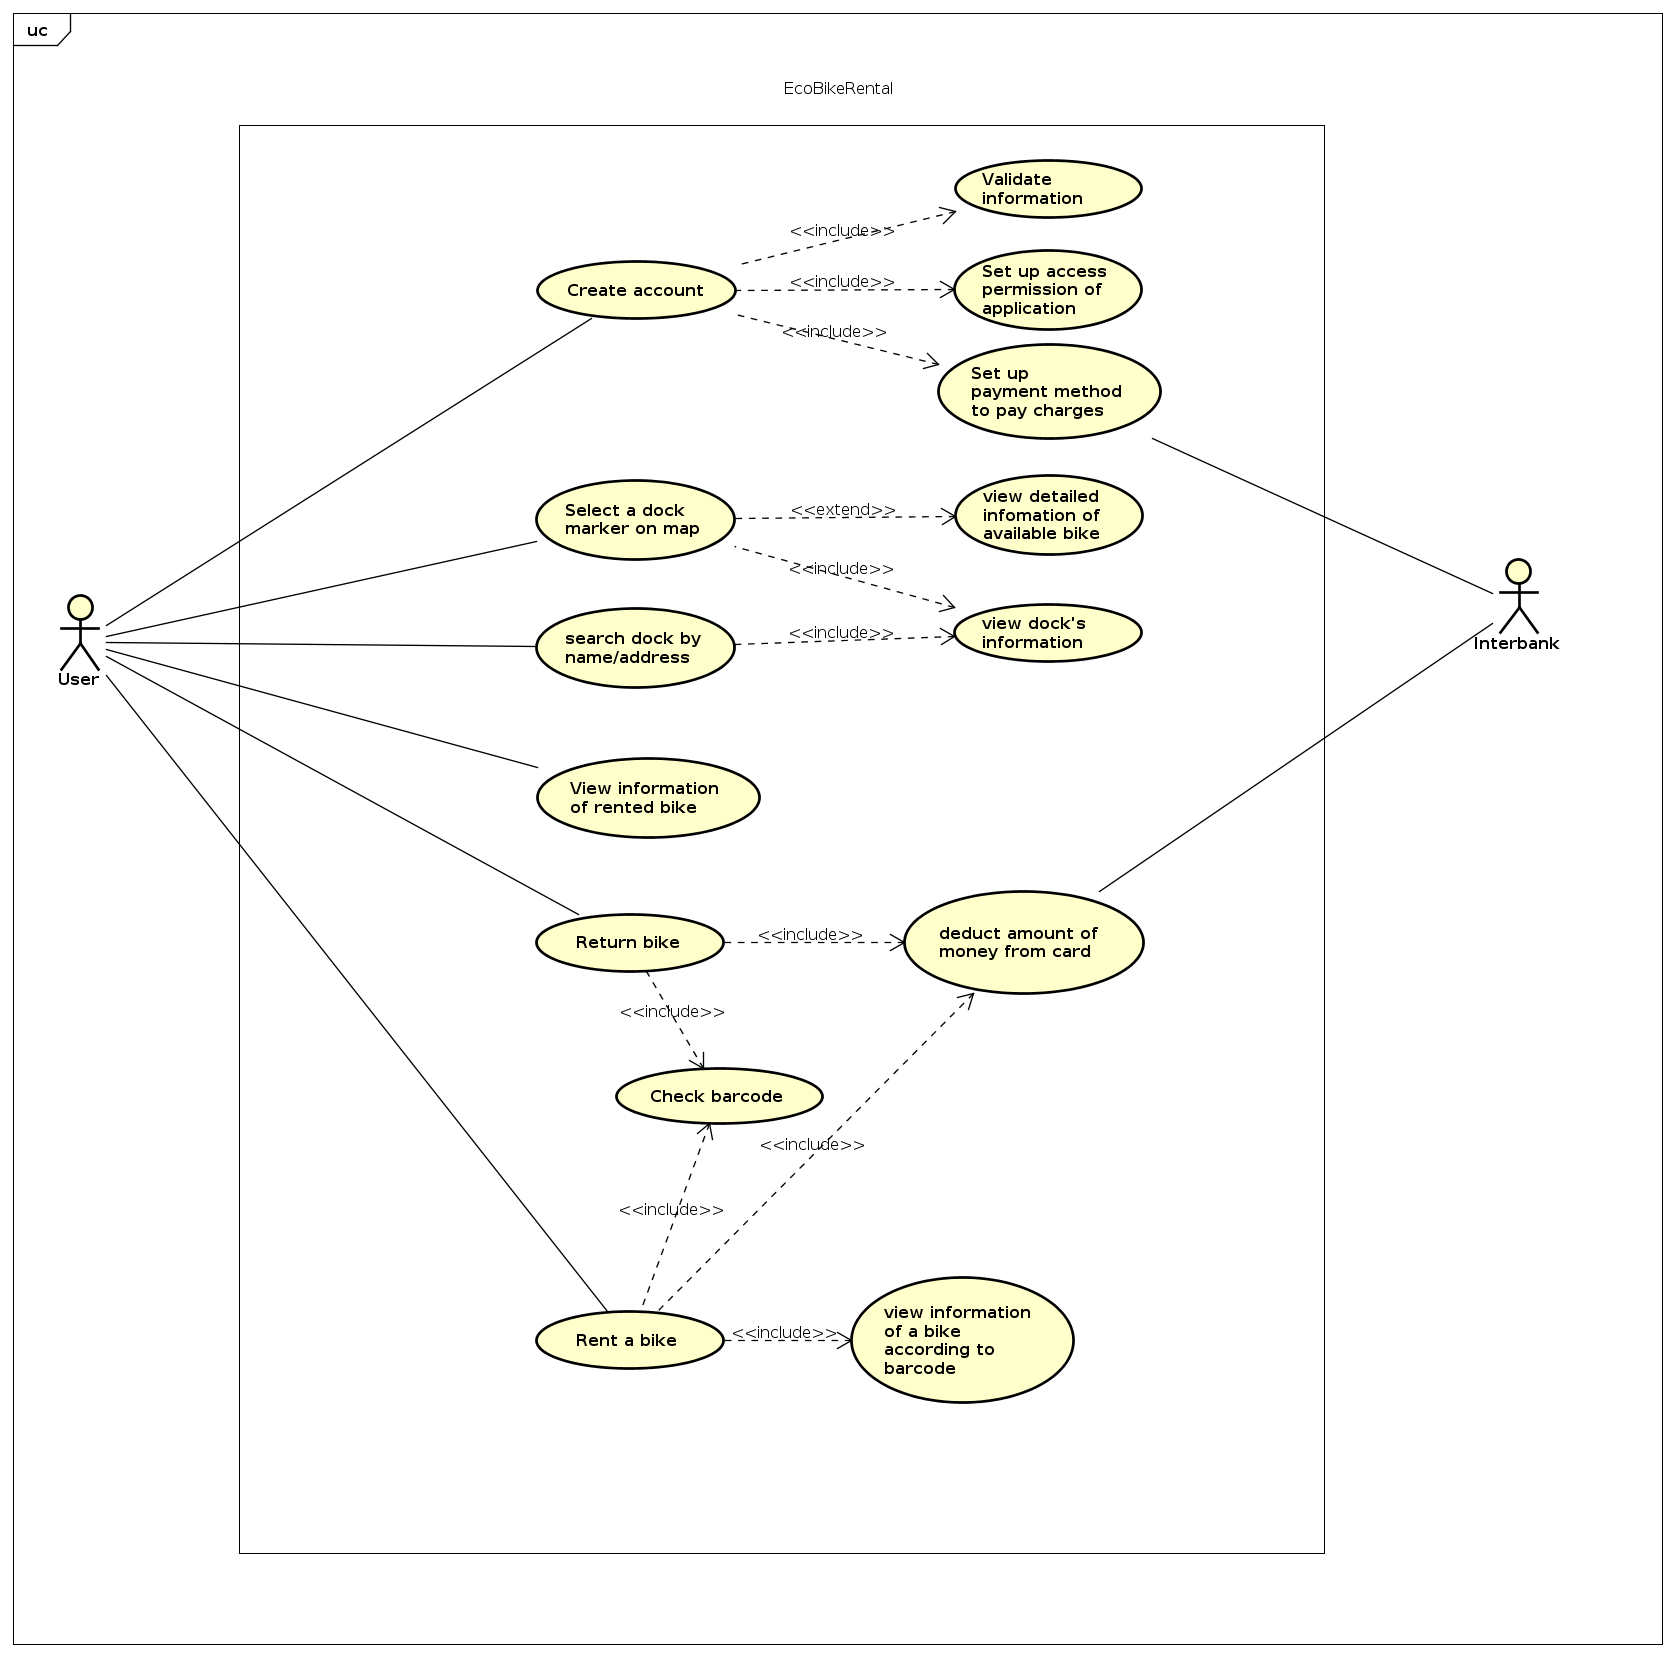 uc
EcoBikeRental
Validate
information
<<include>>
Create account
<<include>>
Set up access
permission of
application
<<include>>
Set up
payment method
to pay charges
Select a dock
marker on map
<<extend>>
view detailed
infomation of
available bike
<<include>>
search dock by
name/address
<<include>>
view dock's
information
User
Interbank
View information
of rented bike
Return bike
<<include>>
deduct amount of
money from card
<<include>>
Check barcode
<<include>>
<<include>>
Rent a bike
<<include>>
view information
of a bike
according to
barcode